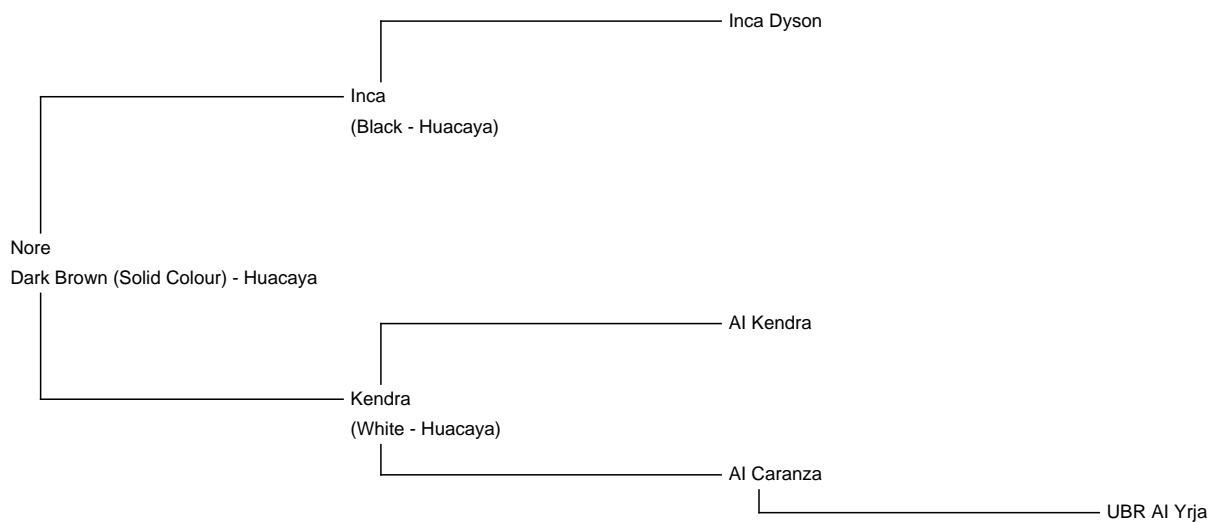 Inca Dyson
Inca
(Black - Huacaya)
Nore
Dark Brown (Solid Colour) - Huacaya
AI Kendra
Kendra
(White - Huacaya)
AI Caranza
UBR AI Yrja